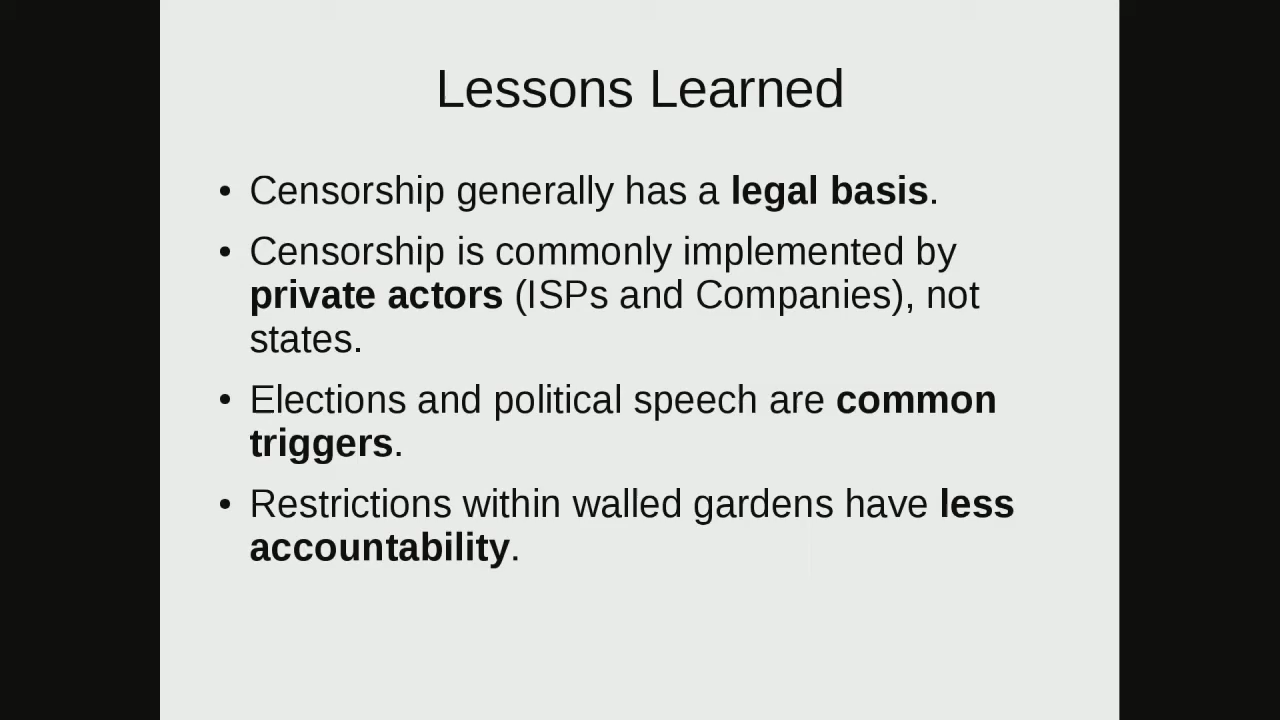 Lessons Learned
• Censorship generally has a legal basis.
• Censorship is commonly implemented by
private actors (ISPs and Companies), not
states.
• Elections and political speech are common
triggers.
• Restrictions within walled gardens have less
accountability.